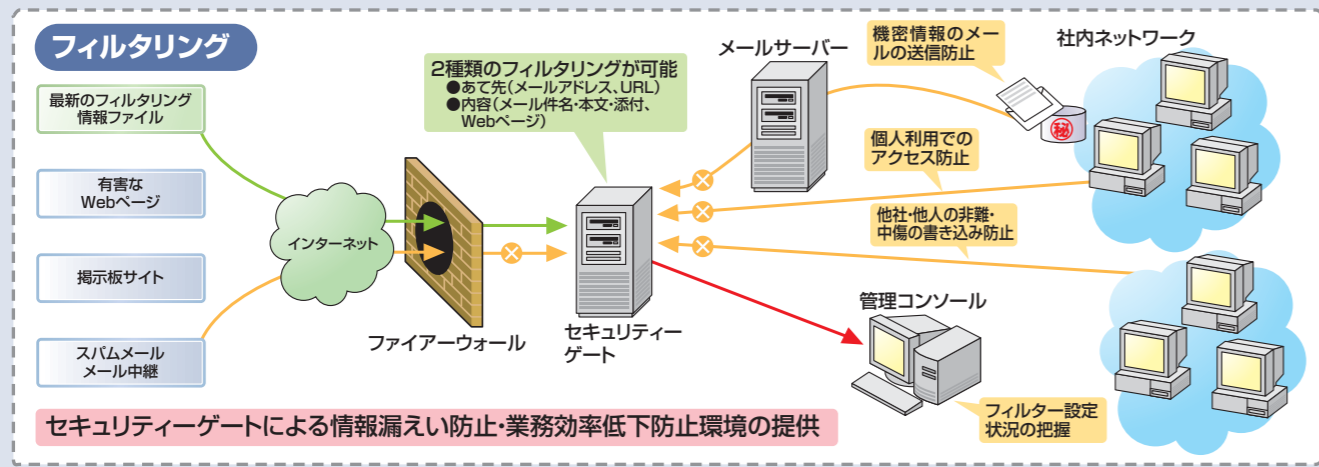 フィルタリング
最新のフィルタリング
情報ファイル
有害な
Webページ
掲示板サイト
スパムメール
メール中継
インターネット
ファイアーウォール
2種類のフィルタリングが可能
●あて先(メールアドレス、URL)
●内容(メール件名・本文・添付、
Webページ)
セキュリティー
ゲート
メールサーバー
機密情報のメー
ルの送信防止
秘
社内ネットワーク
個人利用での
アクセス防止
他社・他人の非難・
中傷の書き込み防止
管理コンソール
フィルター設定
状況の把握
セキュリティーゲートによる情報漏えい防止・業務効率低下防止環境の提供